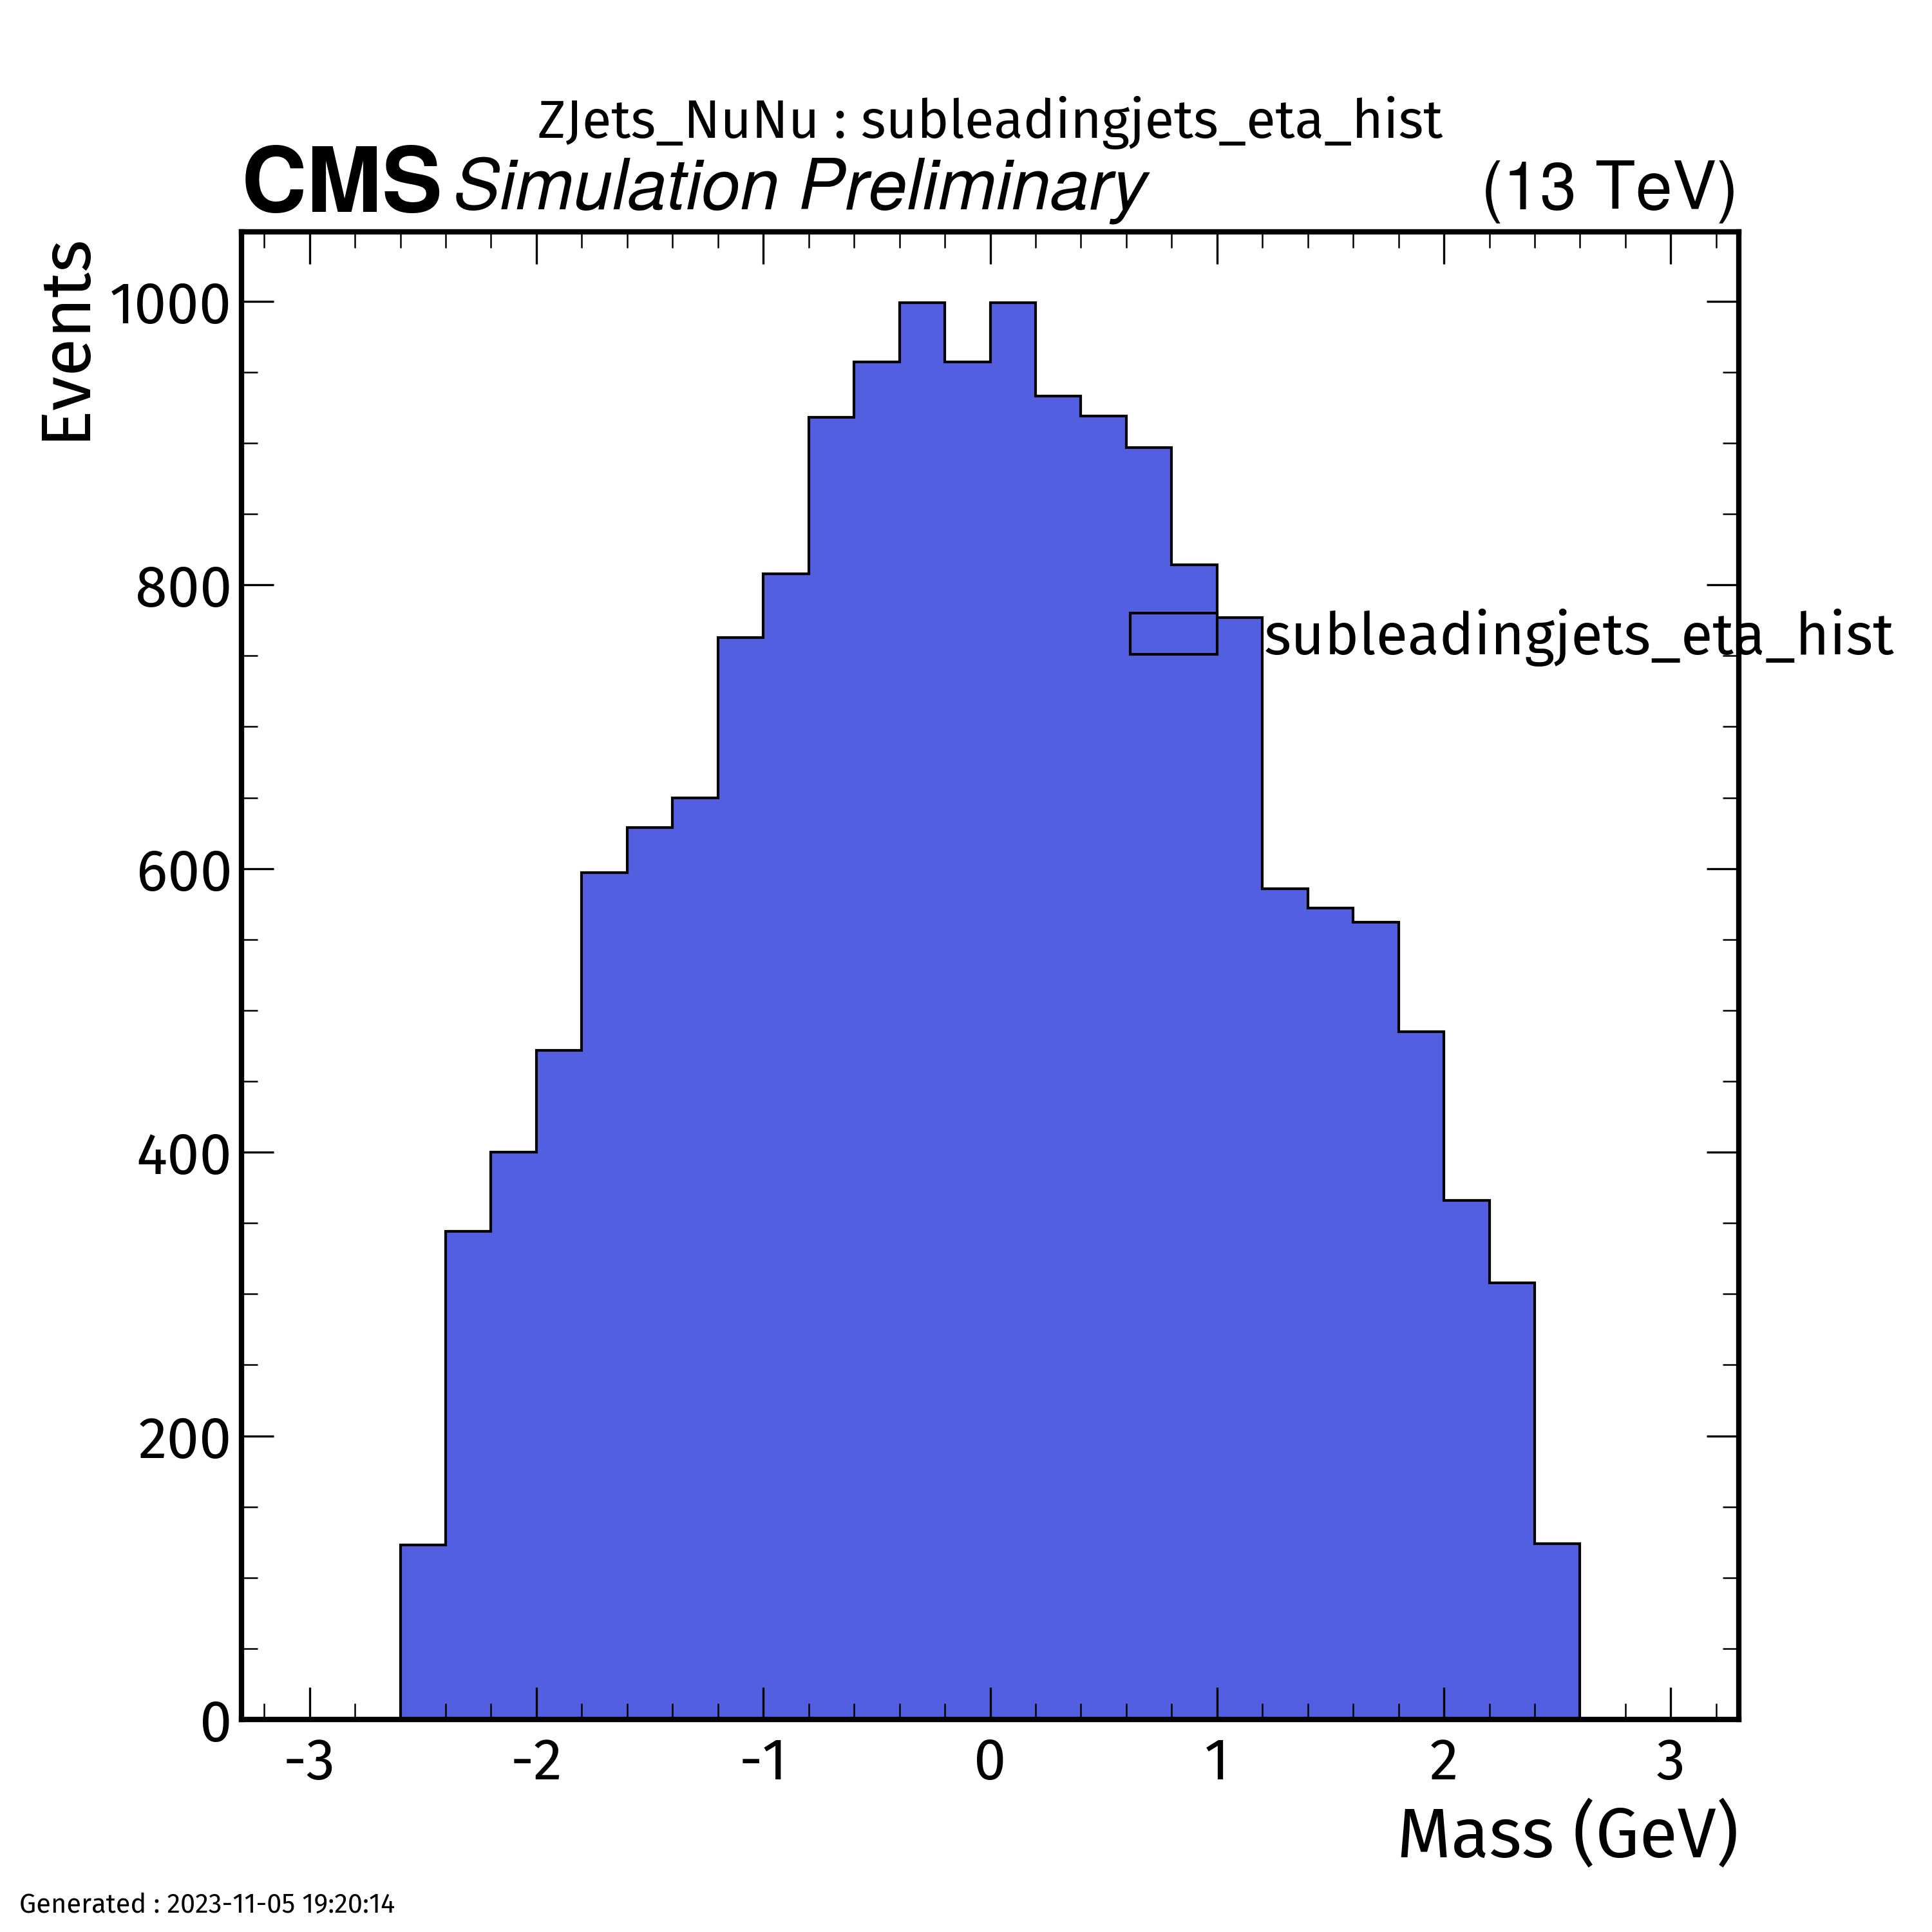 ZJets_NuNu : subleadingjets_eta_hist
CMS Simulation Preliminary (13 TeV)
Events
1000
800
subleadingjets_eta_hist
600
400
200
0
-3 -2 -1 0 1 2 3
Mass (GeV)
Generated : 2023-11-05 19:20:14